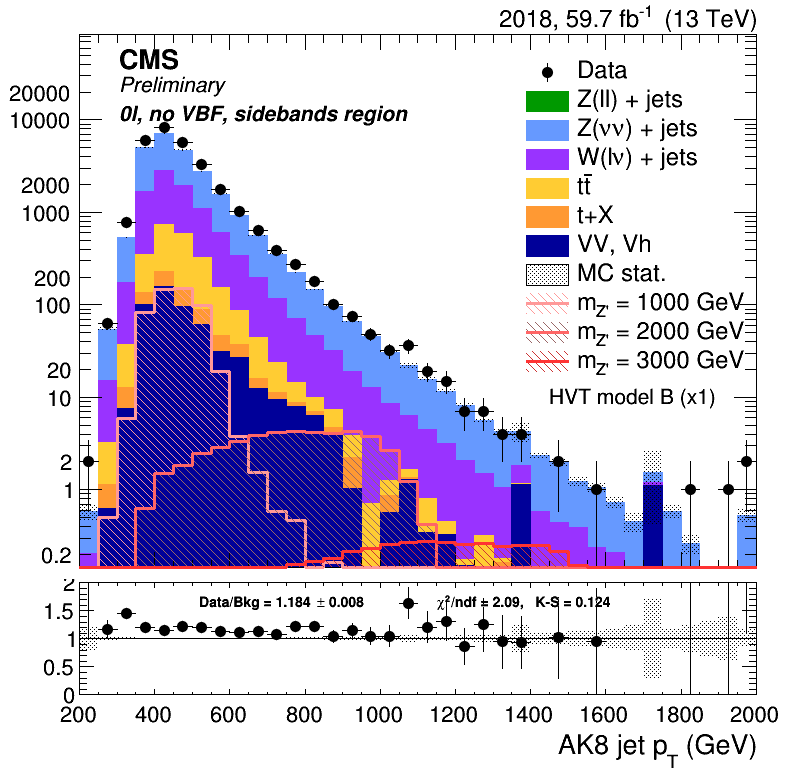 2018, 59.7 fb⁻¹ (13 TeV)
CMS
Preliminary
0l, no VBF, sidebands region
Data
Z(ll) + jets
Z(νν) + jets
W(lν) + jets
tt̄
t+X
VV, Vh
MC stat.
m_Z' = 1000 GeV
m_Z' = 2000 GeV
m_Z' = 3000 GeV
HVT model B (x1)
20000
10000
2000
1000
200
100
20
10
2
1
0.2
Data/Bkg = 1.184 ± 0.008 χ²/ndf = 2.09, K-S = 0.124
2
1.5
1
0.5
0
200 400 600 800 1000 1200 1400 1600 1800 2000
AK8 jet p_T (GeV)